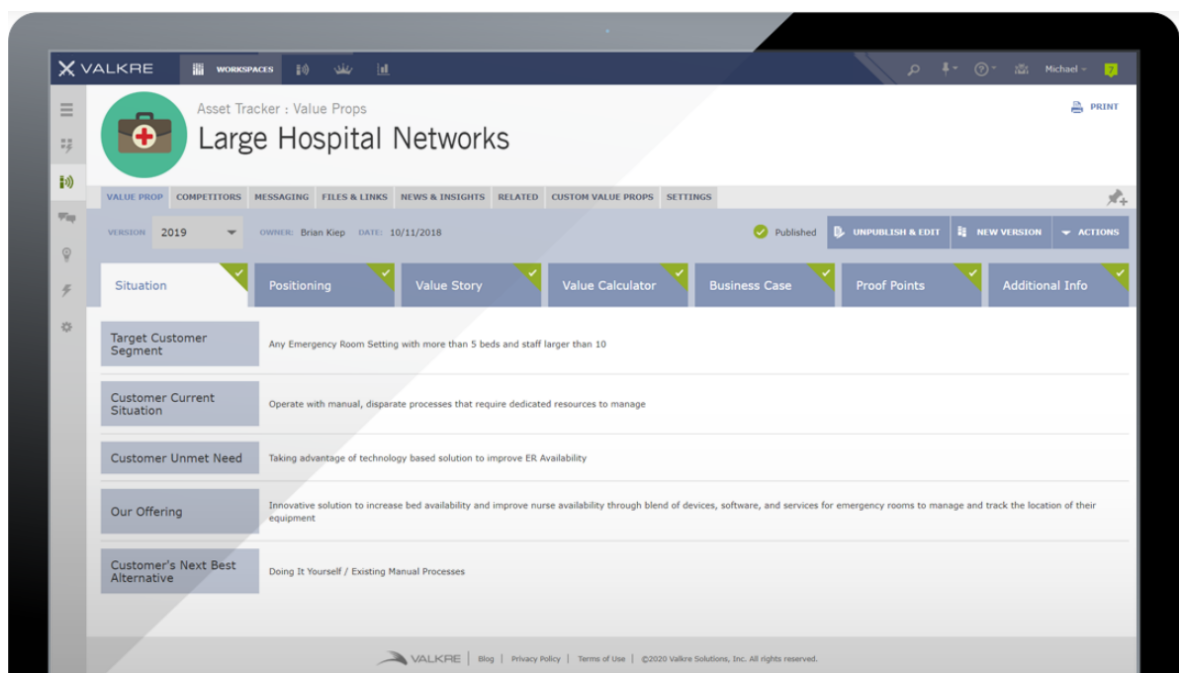 VALKRE
WORKSPACES
Michael
?
?
Asset Tracker : Value Props
Large Hospital Networks
PRINT
VALUE PROP COMPETITORS MESSAGING FILES & LINKS NEWS & INSIGHTS RELATED CUSTOM VALUE PROPS SETTINGS
VERSION 2019 OWNER: Brian Kiep DATE: 10/11/2018 Published UNPUBLISH & EDIT NEW VERSION ACTIONS
Situation Positioning Value Story Value Calculator Business Case Proof Points Additional Info
Target Customer
Segment
Any Emergency Room Setting with more than 5 beds and staff larger than 10
Customer Current
Situation
Operate with manual, disparate processes that require dedicated resources to manage
Customer Unmet Need
Taking advantage of technology based solution to improve ER Availability
Our Offering
Innovative solution to increase bed availability and improve nurse availability through blend of devices, software, and services for emergency rooms to manage and track the location of their
equipment
Customer's Next Best
Alternative
Doing It Yourself / Existing Manual Processes
VALKRE | Blog | Privacy Policy | Terms of Use | ©2020 Valkre Solutions, Inc. All rights reserved.